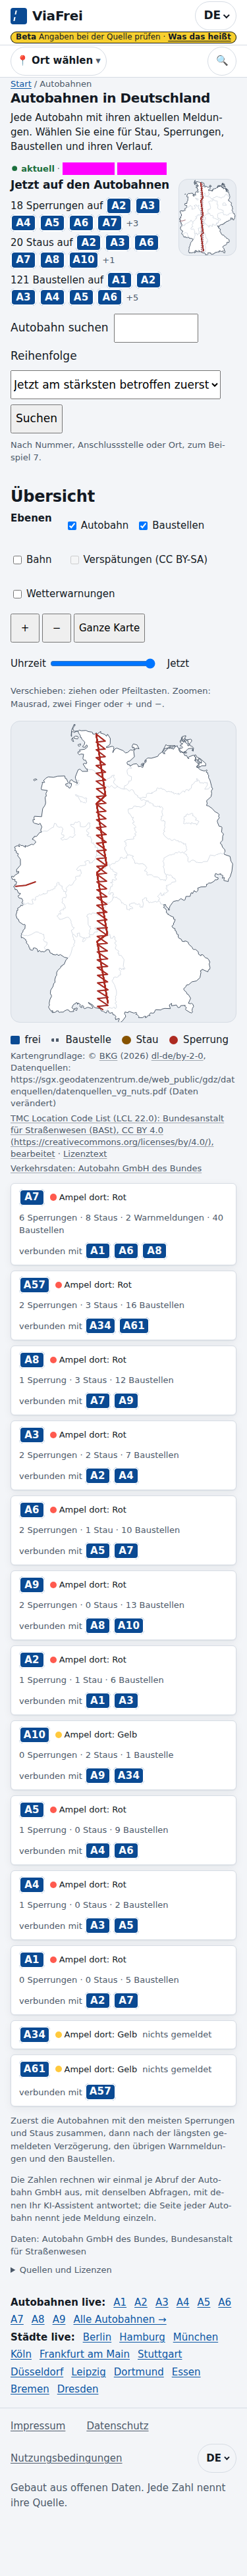 ViaFrei
DE
Beta Angaben bei der Quelle prüfen · Was das heißt
Ort wählen ▾
Start / Autobahnen
Autobahnen in Deutschland
Jede Autobahn mit ihren aktuellen Meldun-
gen. Wählen Sie eine für Stau, Sperrungen,
Baustellen und ihren Verlauf.
aktuell ·
Jetzt auf den Autobahnen
18 Sperrungen auf A2 A3
A4 A5 A6 A7 +3
20 Staus auf A2 A3 A6
A7 A8 A10 +1
121 Baustellen auf A1 A2
A3 A4 A5 A6 +5
Autobahn suchen
Reihenfolge
Jetzt am stärksten betroffen zuerst
Suchen
Nach Nummer, Anschlussstelle oder Ort, zum Bei-
spiel 7.
Übersicht
Ebenen
Autobahn Baustellen
Bahn Verspätungen (CC BY-SA)
Wetterwarnungen
+ − Ganze Karte
Uhrzeit Jetzt
Verschieben: ziehen oder Pfeiltasten. Zoomen:
Mausrad, zwei Finger oder + und −.
frei Baustelle Stau Sperrung
Kartengrundlage: © BKG (2026) dl-de/by-2-0,
Datenquellen:
https://sgx.geodatenzentrum.de/web_public/gdz/dat
enquellen/datenquellen_vg_nuts.pdf (Daten
verändert)
TMC Location Code List (LCL 22.0): Bundesanstalt
für Straßenwesen (BASt), CC BY 4.0
(https://creativecommons.org/licenses/by/4.0/),
bearbeitet · Lizenztext
Verkehrsdaten: Autobahn GmbH des Bundes
A7 Ampel dort: Rot
6 Sperrungen · 8 Staus · 2 Warnmeldungen · 40
Baustellen
verbunden mit A1 A6 A8
A57 Ampel dort: Rot
2 Sperrungen · 3 Staus · 16 Baustellen
verbunden mit A34 A61
A8 Ampel dort: Rot
1 Sperrung · 3 Staus · 12 Baustellen
verbunden mit A7 A9
A3 Ampel dort: Rot
2 Sperrungen · 2 Staus · 7 Baustellen
verbunden mit A2 A4
A6 Ampel dort: Rot
2 Sperrungen · 1 Stau · 10 Baustellen
verbunden mit A5 A7
A9 Ampel dort: Rot
2 Sperrungen · 0 Staus · 13 Baustellen
verbunden mit A8 A10
A2 Ampel dort: Rot
1 Sperrung · 1 Stau · 6 Baustellen
verbunden mit A1 A3
A10 Ampel dort: Gelb
0 Sperrungen · 2 Staus · 1 Baustelle
verbunden mit A9 A34
A5 Ampel dort: Rot
1 Sperrung · 0 Staus · 9 Baustellen
verbunden mit A4 A6
A4 Ampel dort: Rot
1 Sperrung · 0 Staus · 2 Baustellen
verbunden mit A3 A5
A1 Ampel dort: Rot
0 Sperrungen · 0 Staus · 5 Baustellen
verbunden mit A2 A7
A34 Ampel dort: Gelb nichts gemeldet
A61 Ampel dort: Gelb nichts gemeldet
verbunden mit A57
Zuerst die Autobahnen mit den meisten Sperrungen
und Staus zusammen, dann nach der längsten ge-
meldeten Verzögerung, den übrigen Warnmeldun-
gen und den Baustellen.
Die Zahlen rechnen wir einmal je Abruf der Auto-
bahn GmbH aus, mit denselben Abfragen, mit de-
nen Ihr KI-Assistent antwortet; die Seite jeder Auto-
bahn nennt jede Meldung einzeln.
Daten: Autobahn GmbH des Bundes, Bundesanstalt
für Straßenwesen
Quellen und Lizenzen
Autobahnen live: A1 A2 A3 A4 A5 A6
A7 A8 A9 Alle Autobahnen →
Städte live: Berlin Hamburg München
Köln Frankfurt am Main Stuttgart
Düsseldorf Leipzig Dortmund Essen
Bremen Dresden
Impressum Datenschutz
Nutzungsbedingungen DE
Gebaut aus offenen Daten. Jede Zahl nennt
ihre Quelle.